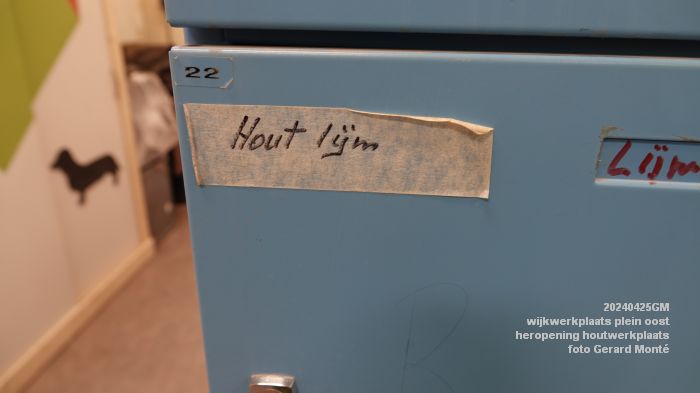 22
Hout lijm
Lijm
20240425GM
wijkwerkplaats plein oost
heropening houtwerkplaats
foto Gerard Monté